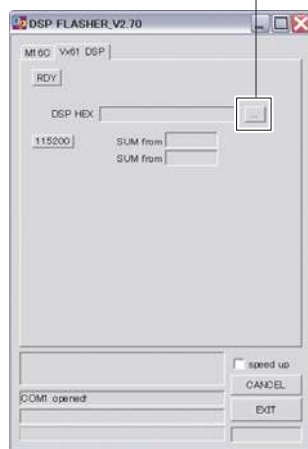 DSP FLASHER_V2.70
M16C Vx61 DSP
RDY
DSP HEX ...
115200 SUM from
SUM from
speed up
CANCEL
COM1 opened!
EXIT